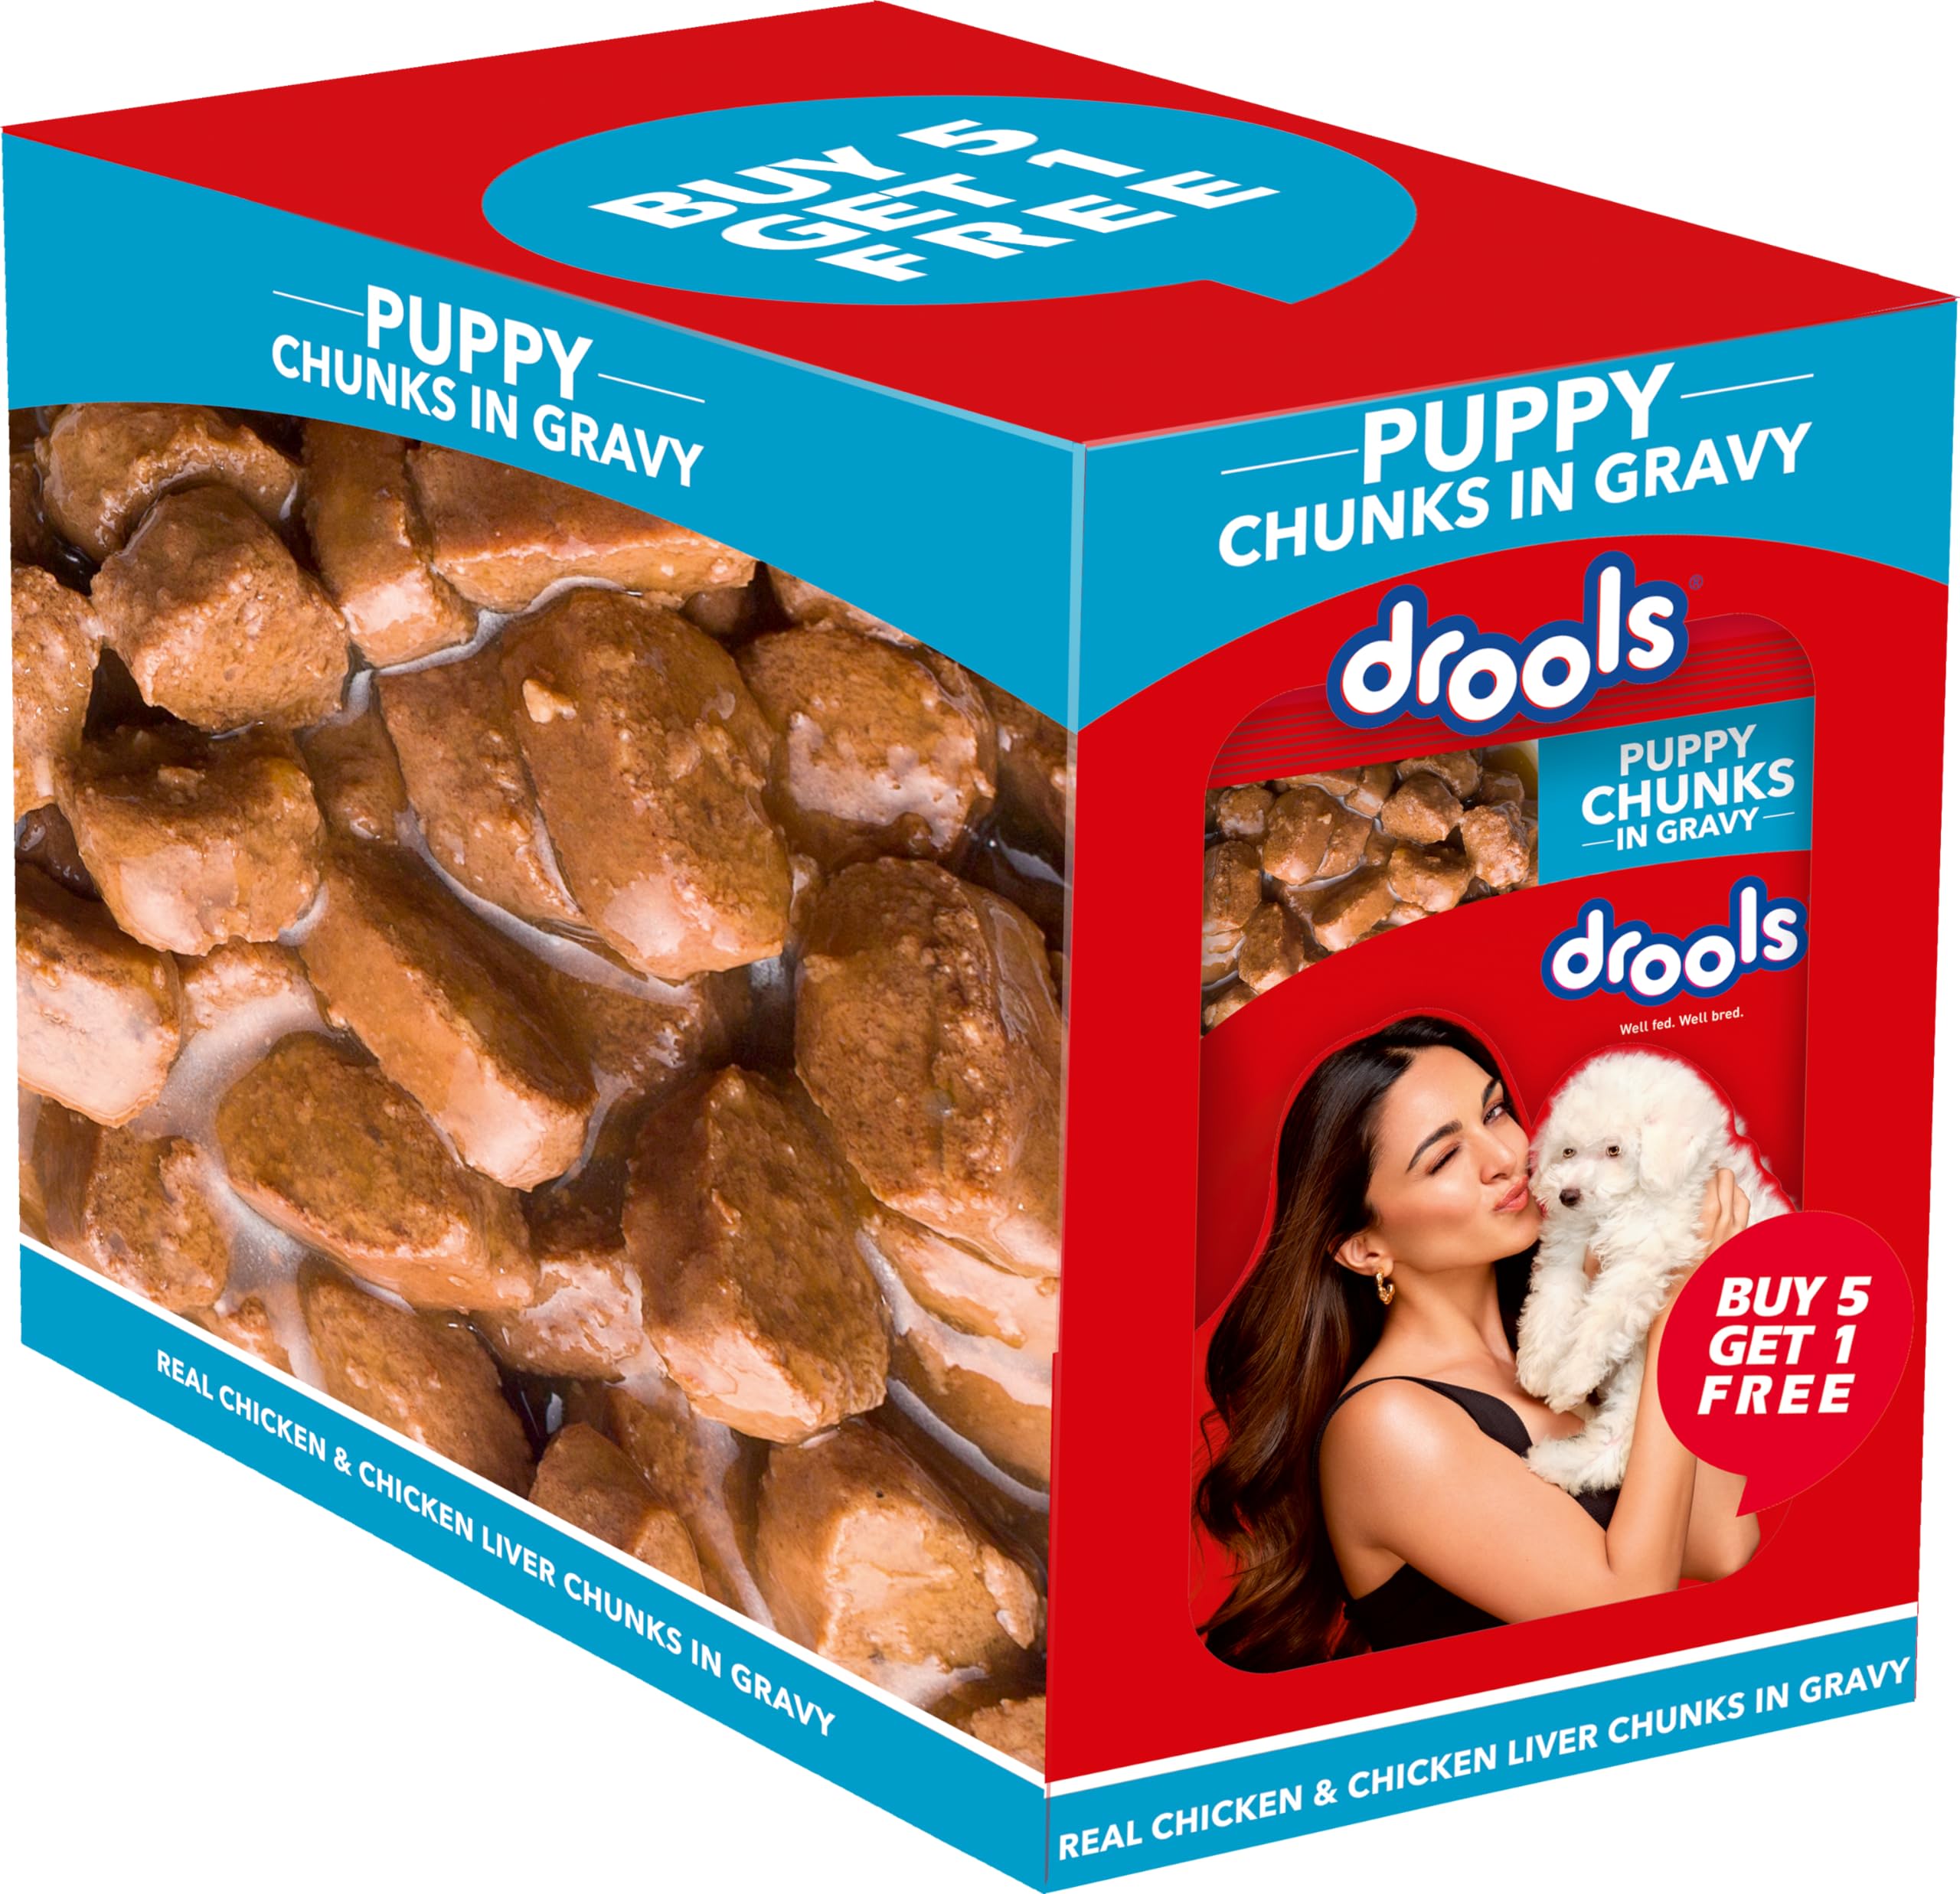 BUY 5
GET 1
FREE
PUPPY
CHUNKS IN GRAVY
REAL CHICKEN & CHICKEN LIVER CHUNKS IN GRAVY
PUPPY
CHUNKS IN GRAVY
drools®
PUPPY
CHUNKS
IN GRAVY
drools
Well fed. Well bred.
BUY 5
GET 1
FREE
REAL CHICKEN & CHICKEN LIVER CHUNKS IN GRAVY